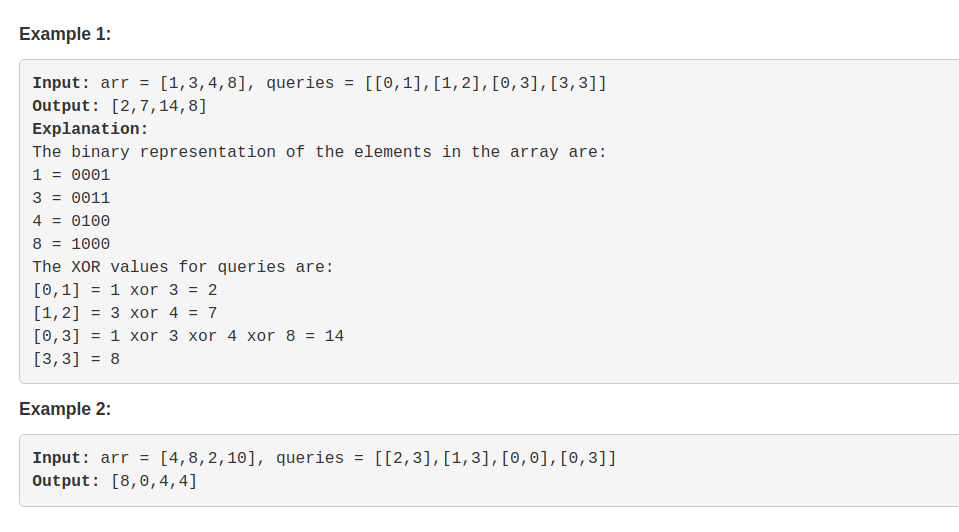 Example 1:
Input: arr = [1,3,4,8], queries = [[0,1],[1,2],[0,3],[3,3]]
Output: [2,7,14,8]
Explanation:
The binary representation of the elements in the array are:
1 = 0001
3 = 0011
4 = 0100
8 = 1000
The XOR values for queries are:
[0,1] = 1 xor 3 = 2
[1,2] = 3 xor 4 = 7
[0,3] = 1 xor 3 xor 4 xor 8 = 14
[3,3] = 8
Example 2:
Input: arr = [4,8,2,10], queries = [[2,3],[1,3],[0,0],[0,3]]
Output: [8,0,4,4]